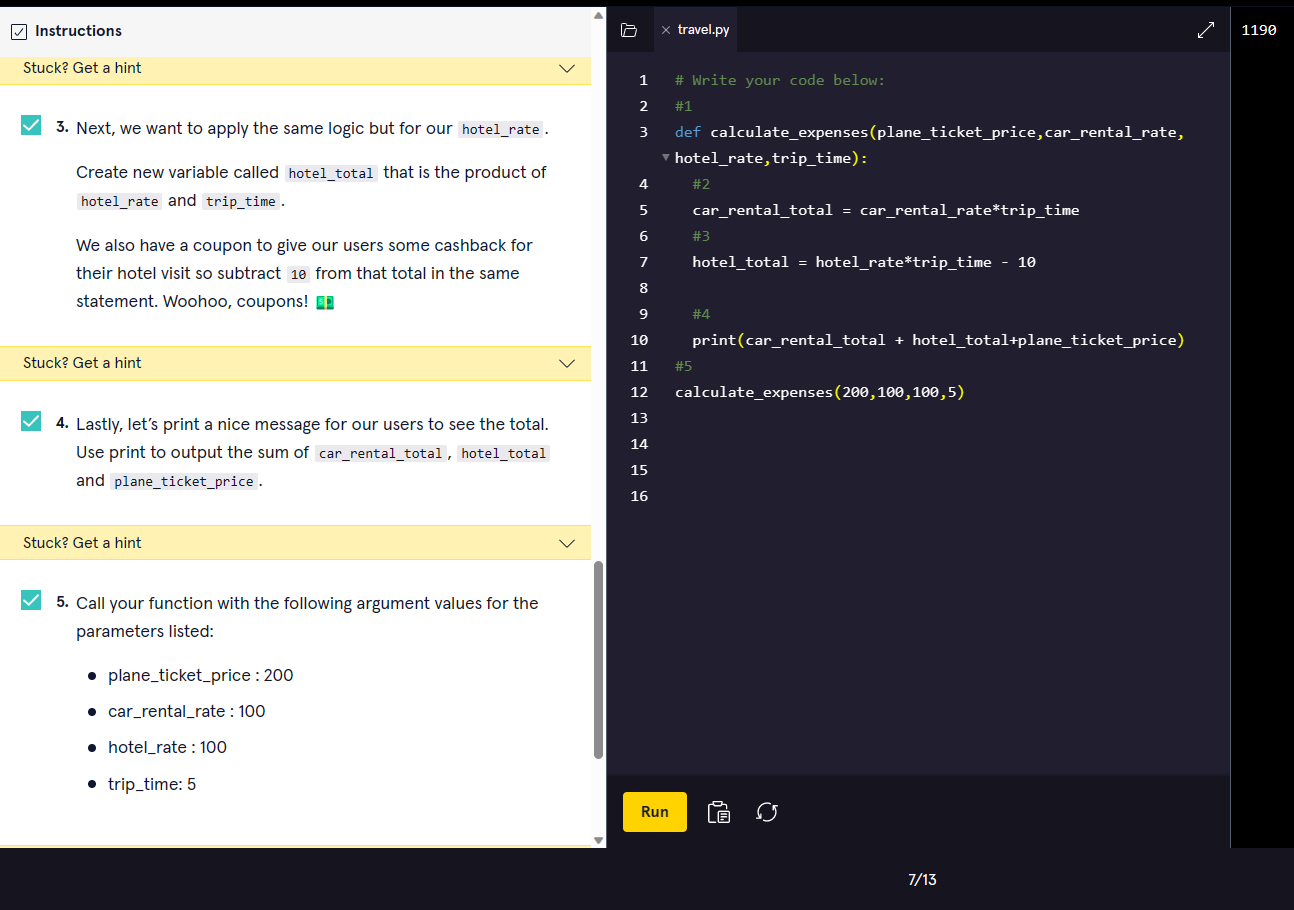 Instructions
Stuck? Get a hint
3. Next, we want to apply the same logic but for our hotel_rate.
Create new variable called hotel_total that is the product of
hotel_rate and trip_time.
We also have a coupon to give our users some cashback for
their hotel visit so subtract 10 from that total in the same
statement. Woohoo, coupons! 💵
Stuck? Get a hint
4. Lastly, let’s print a nice message for our users to see the total.
Use print to output the sum of car_rental_total, hotel_total
and plane_ticket_price.
Stuck? Get a hint
5. Call your function with the following argument values for the
parameters listed:
• plane_ticket_price : 200
• car_rental_rate : 100
• hotel_rate : 100
• trip_time: 5
travel.py
1 # Write your code below:
2 #1
3 def calculate_expenses(plane_ticket_price,car_rental_rate,
hotel_rate,trip_time):
4 #2
5 car_rental_total = car_rental_rate*trip_time
6 #3
7 hotel_total = hotel_rate*trip_time - 10
8
9 #4
10 print(car_rental_total + hotel_total+plane_ticket_price)
11 #5
12 calculate_expenses(200,100,100,5)
13
14
15
16
Run
1190
7/13